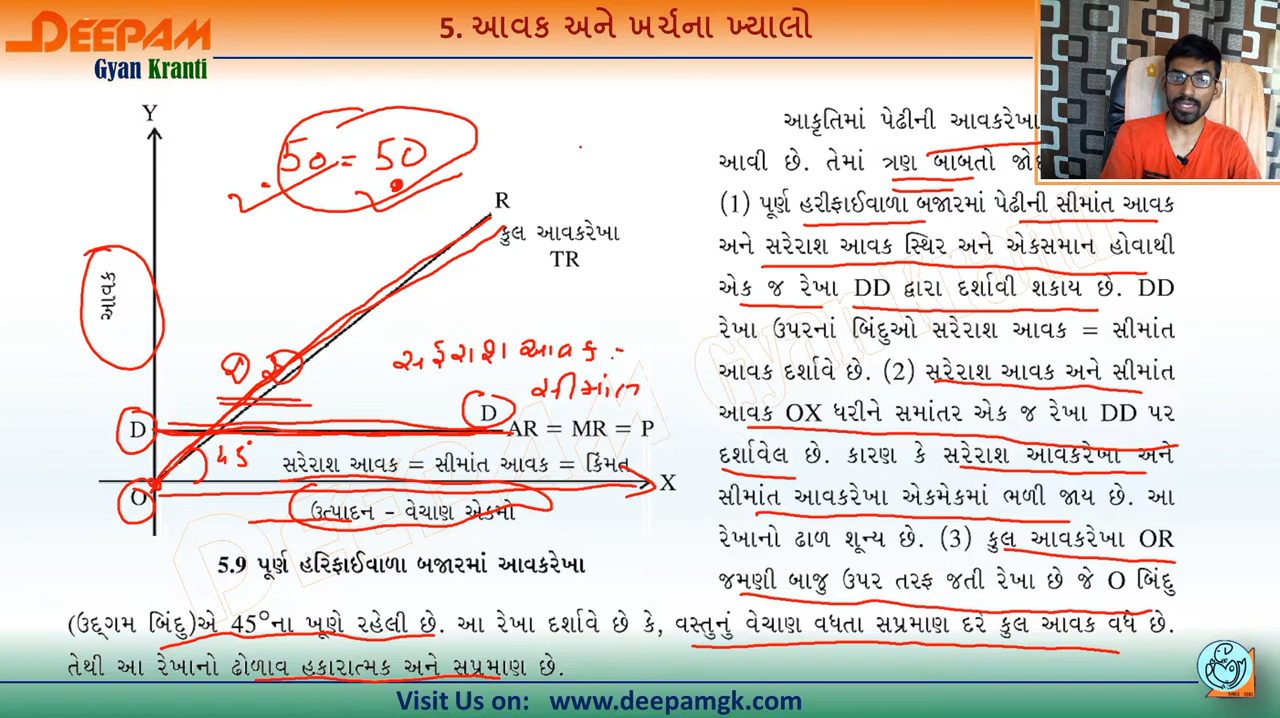 DEEPAM
Gyan Kranti
5. આવક અને ખર્ચના ખ્યાલો
Y
50 = 50
R
કુલ આવકરેખા
TR
આવક
સરેરાશ આવક :-
સીમાંત
D
D
AR = MR = P
45°
સરેરાશ આવક = સીમાંત આવક = કિંમત
O
X
ઉત્પાદન - વેચાણ એકમો
5.9 પૂર્ણ હરિફાઈવાળા બજારમાં આવકરેખા
આકૃતિમાં પેઢીની આવકરેખા
આવી છે. તેમાં ત્રણ બાબતો
(1) પૂર્ણ હરીફાઈવાળા બજારમાં પેઢીની સીમાંત આવક
અને સરેરાશ આવક સ્થિર અને એકસમાન હોવાથી
એક જ રેખા DD દ્વારા દર્શાવી શકાય છે. DD
રેખા ઉપરનાં બિંદુઓ સરેરાશ આવક = સીમાંત
આવક દર્શાવે છે. (2) સરેરાશ આવક અને સીમાંત
આવક OX ધરીને સમાંતર એક જ રેખા DD પર
દર્શાવેલ છે. કારણ કે સરેરાશ આવકરેખા અને
સીમાંત આવકરેખા એકમેકમાં ભળી જાય છે. આ
રેખાનો ઢાળ શૂન્ય છે. (3) કુલ આવકરેખા OR
જમણી બાજુ ઉપર તરફ જતી રેખા છે જે O બિંદુ
(ઉદ્‌ગમ બિંદુ)એ 45°ના ખૂણે રહેલી છે. આ રેખા દર્શાવે છે કે, વસ્તુનું વેચાણ વધતા સપ્રમાણ દરે કુલ આવક વધે છે.
તેથી આ રેખાનો ઢોળાવ હકારાત્મક અને સપ્રમાણ છે.
DEEPAM Gyan Kranti
Visit Us on: www.deepamgk.com